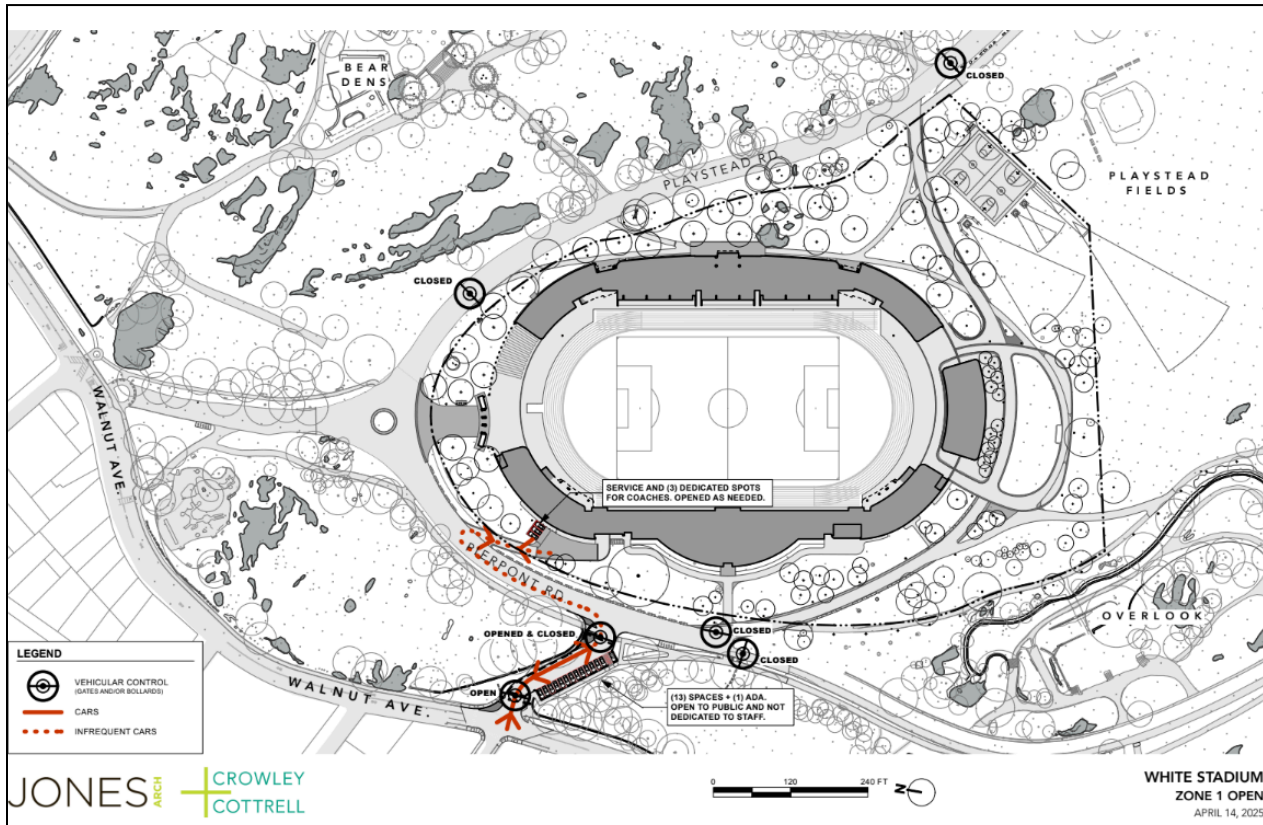 BEAR
DENS
CLOSED
PLAYSTEAD RD
PLAYSTEAD
FIELDS
CLOSED
WALNUT AVE.
SERVICE AND (3) DEDICATED SPOTS
FOR COACHES. OPENED AS NEEDED.
PIERPONT RD
OVERLOOK
OPENED & CLOSED
CLOSED
CLOSED
OPEN
(13) SPACES + (1) ADA.
OPEN TO PUBLIC AND NOT
DEDICATED TO STAFF.
WALNUT AVE.
LEGEND
VEHICULAR CONTROL
(GATES AND/OR BOLLARDS)
CARS
INFREQUENT CARS
JONES ARCH
CROWLEY
COTTRELL
0 120 240 FT
N
WHITE STADIUM
ZONE 1 OPEN
APRIL 14, 2025